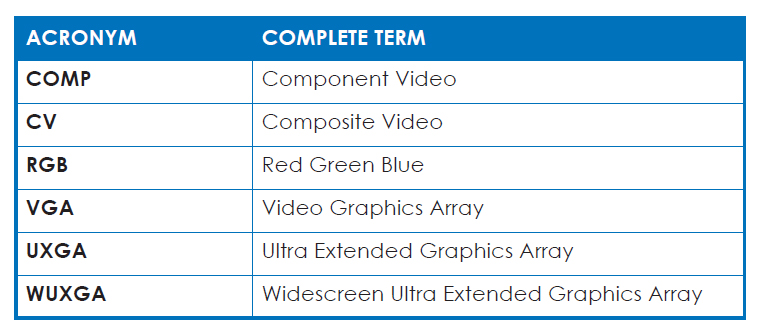 ACRONYM COMPLETE TERM
COMP Component Video
CV Composite Video
RGB Red Green Blue
VGA Video Graphics Array
UXGA Ultra Extended Graphics Array
WUXGA Widescreen Ultra Extended Graphics Array